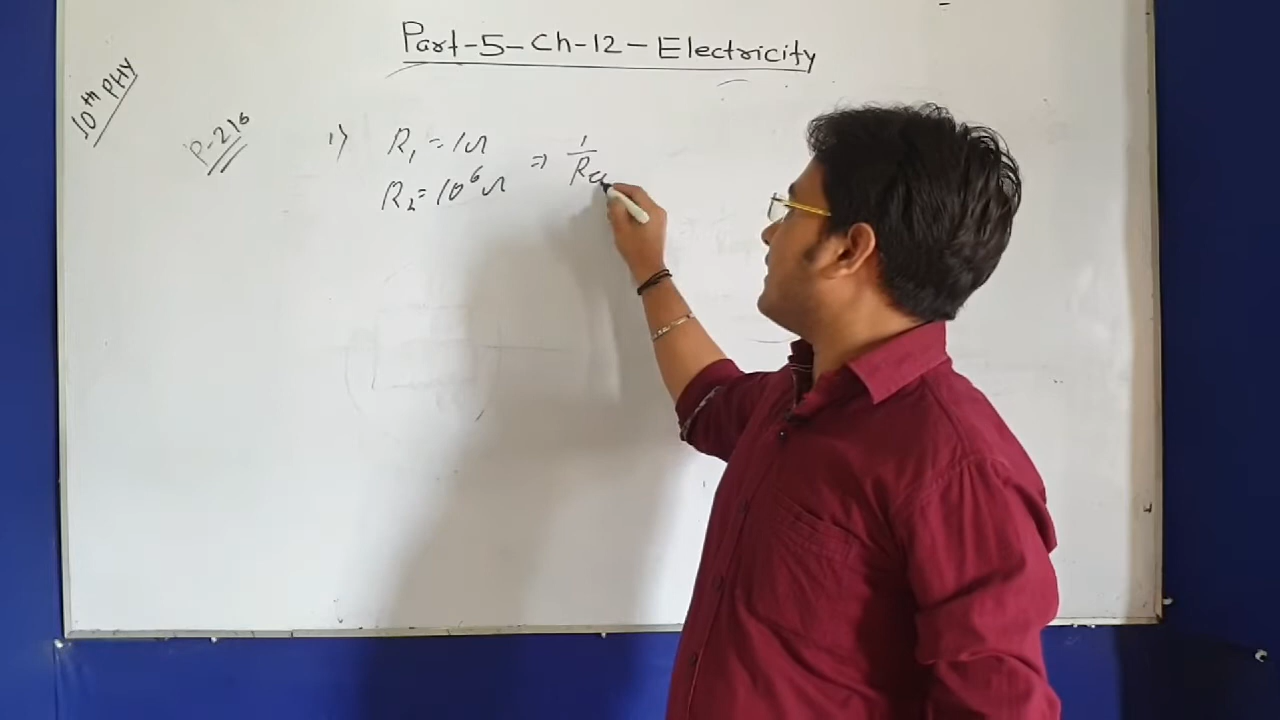 Part-5-Ch-12-Electricity
10th PHY
P-216
1) R₁ = 1Ω
R₂ = 10⁶ Ω ⇒ 1/Re